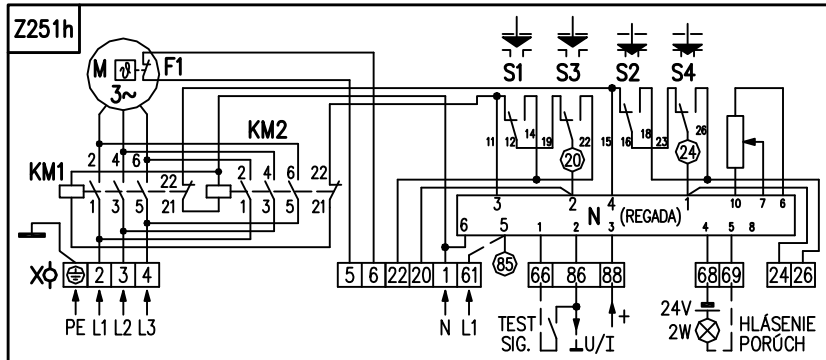 Z251h
M ϑ F1
3~
S1 S3 S2 S4
KM2
KM1
2 4 6
22
21
1 3 5
2 4 6 22
1 3 5 21
11 12 14 19 22 15 16 18 23 26
20
24
10 7 6
3 2 4 1 10 7 6
N (REGADA)
6 5 1 2 3 4 5 8
85
X
2 3 4
5 6 22 20 1 61
66 86 88
68 69
24 26
PE L1 L2 L3
N L1
TEST
SIG.
U/I
+
24V
2W
HLÁSENIE
PORÚCH